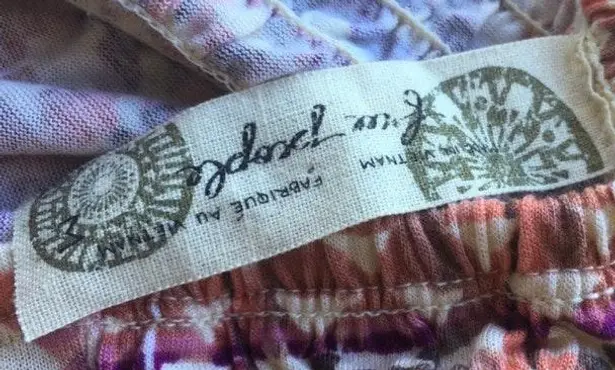 free people
MADE IN VIETNAM
FABRIQUÉ AU VIETNAM
M